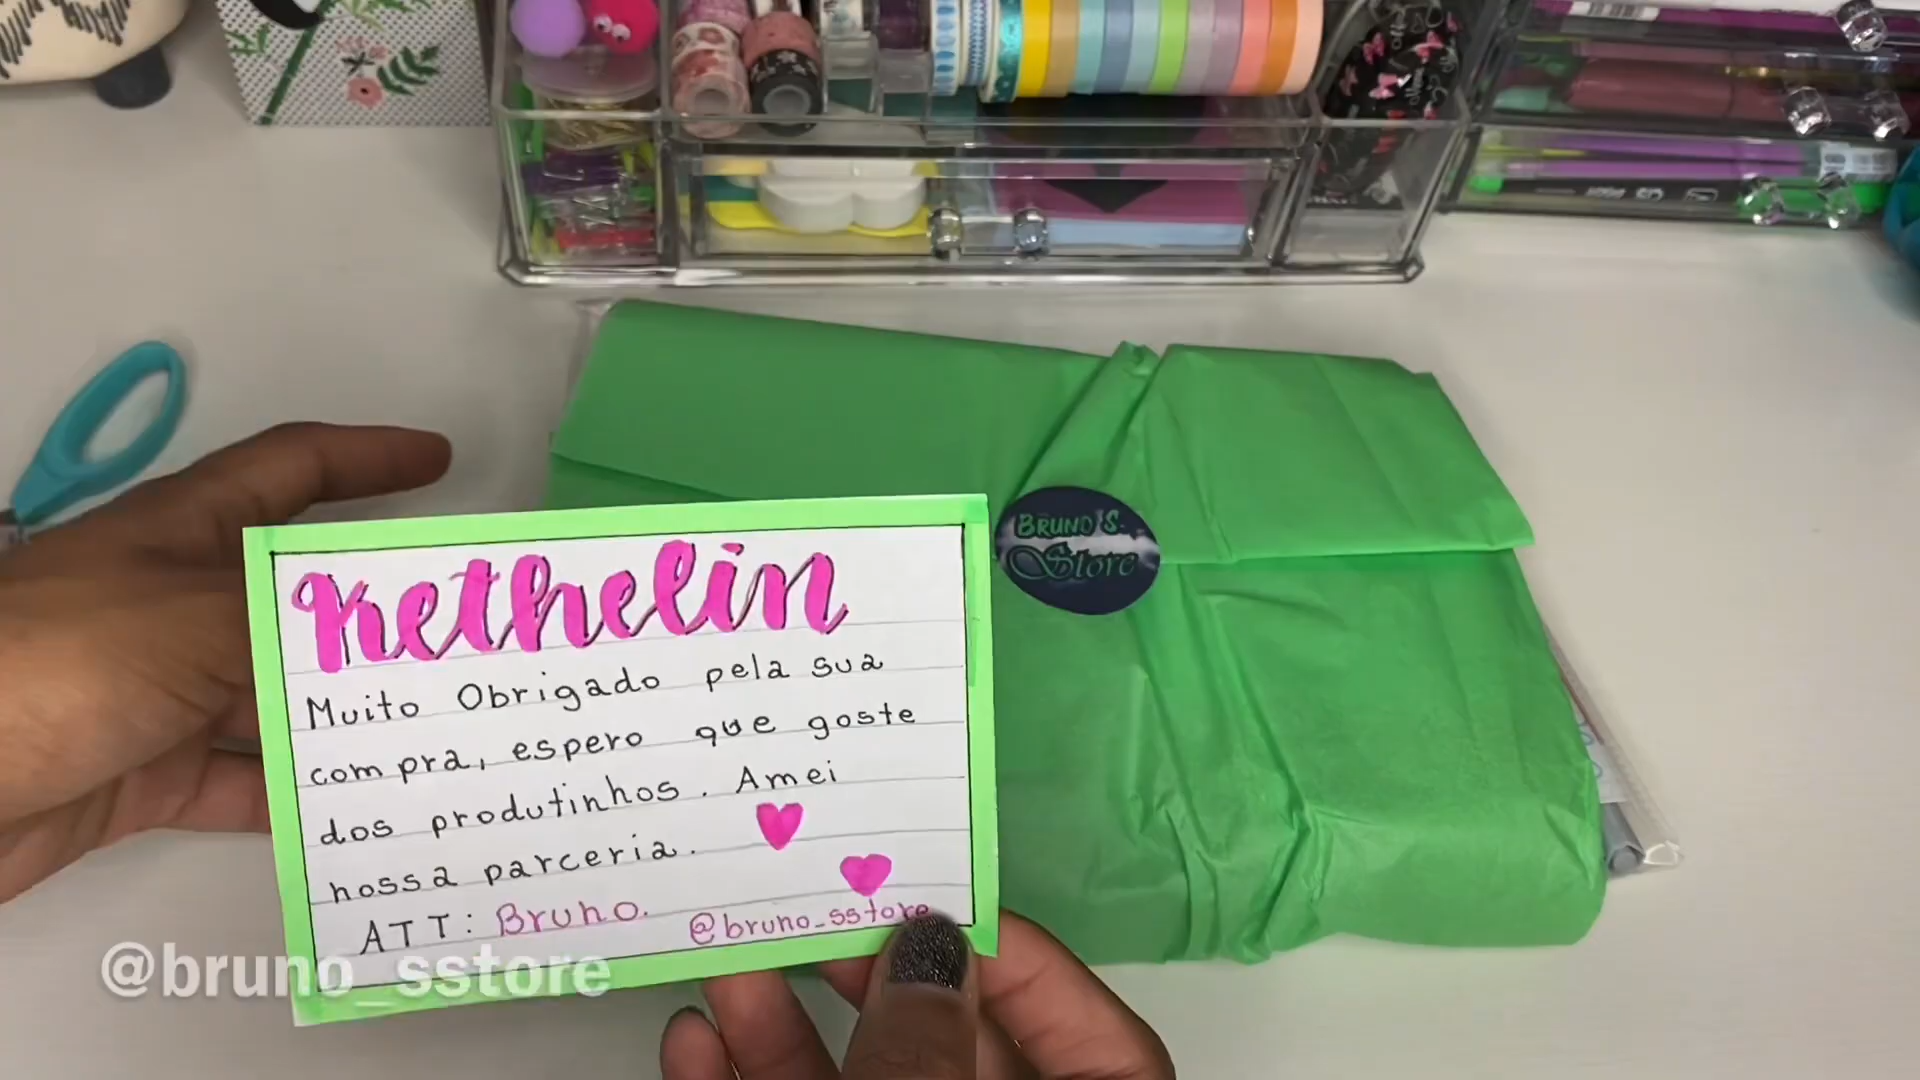 BRUNO S.
Store
Kethelin
Muito Obrigado pela sua
compra, espero que goste
dos produtinhos. Amei
nossa parceria.
ATT: Bruno.
@bruno_sstore
@bruno_sstore